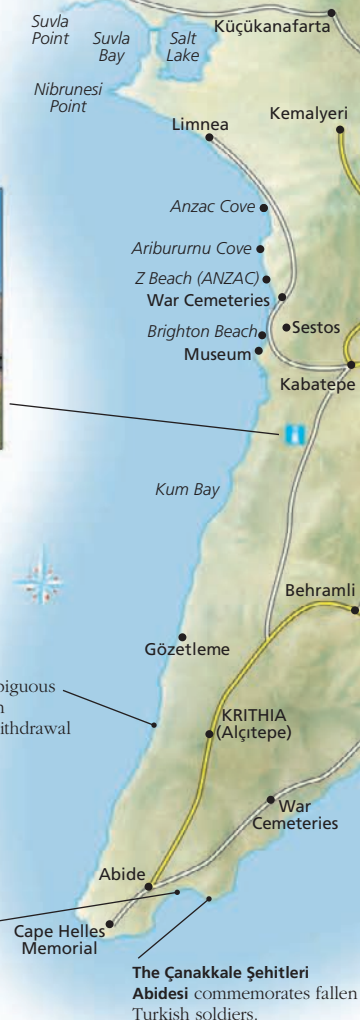 Suvla
Point
Suvla
Bay
Salt
Lake
Küçükanafarta
Nibrunesi
Point
Limnea
Kemalyeri
Anzac Cove
Aribururnu Cove
Z Beach (ANZAC)
War Cemeteries
Sestos
Brighton Beach
Museum
Kabatepe
Kum Bay
Behramli
Gözetleme
ithdrawal
KRITHIA
(Alçıtepe)
War
Cemeteries
Abide
Cape Helles
Memorial
The Çanakkale Şehitleri
Abidesi commemorates fallen
Turkish soldiers.